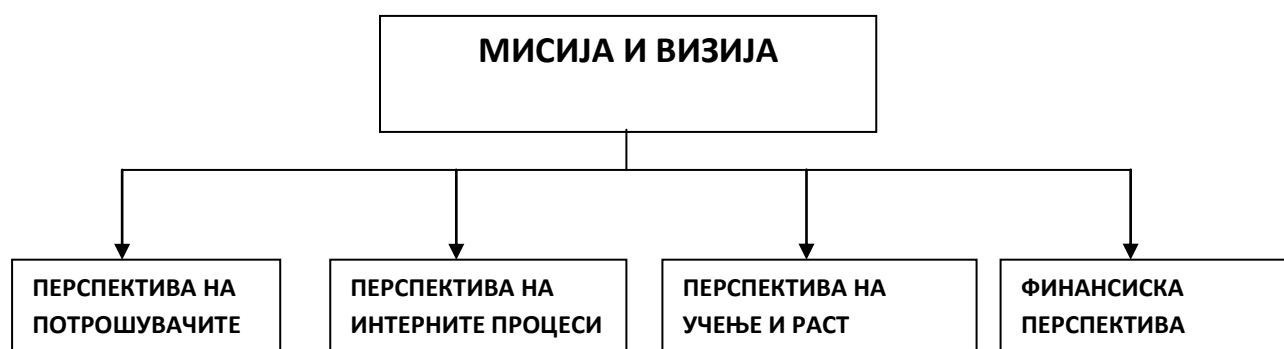 МИСИЈА И ВИЗИЈА
ПЕРСПЕКТИВА НА
ПОТРОШУВАЧИТЕ
ПЕРСПЕКТИВА НА
ИНТЕРНИТЕ ПРОЦЕСИ
ПЕРСПЕКТИВА НА
УЧЕЊЕ И РАСТ
ФИНАНСИСКА
ПЕРСПЕКТИВА